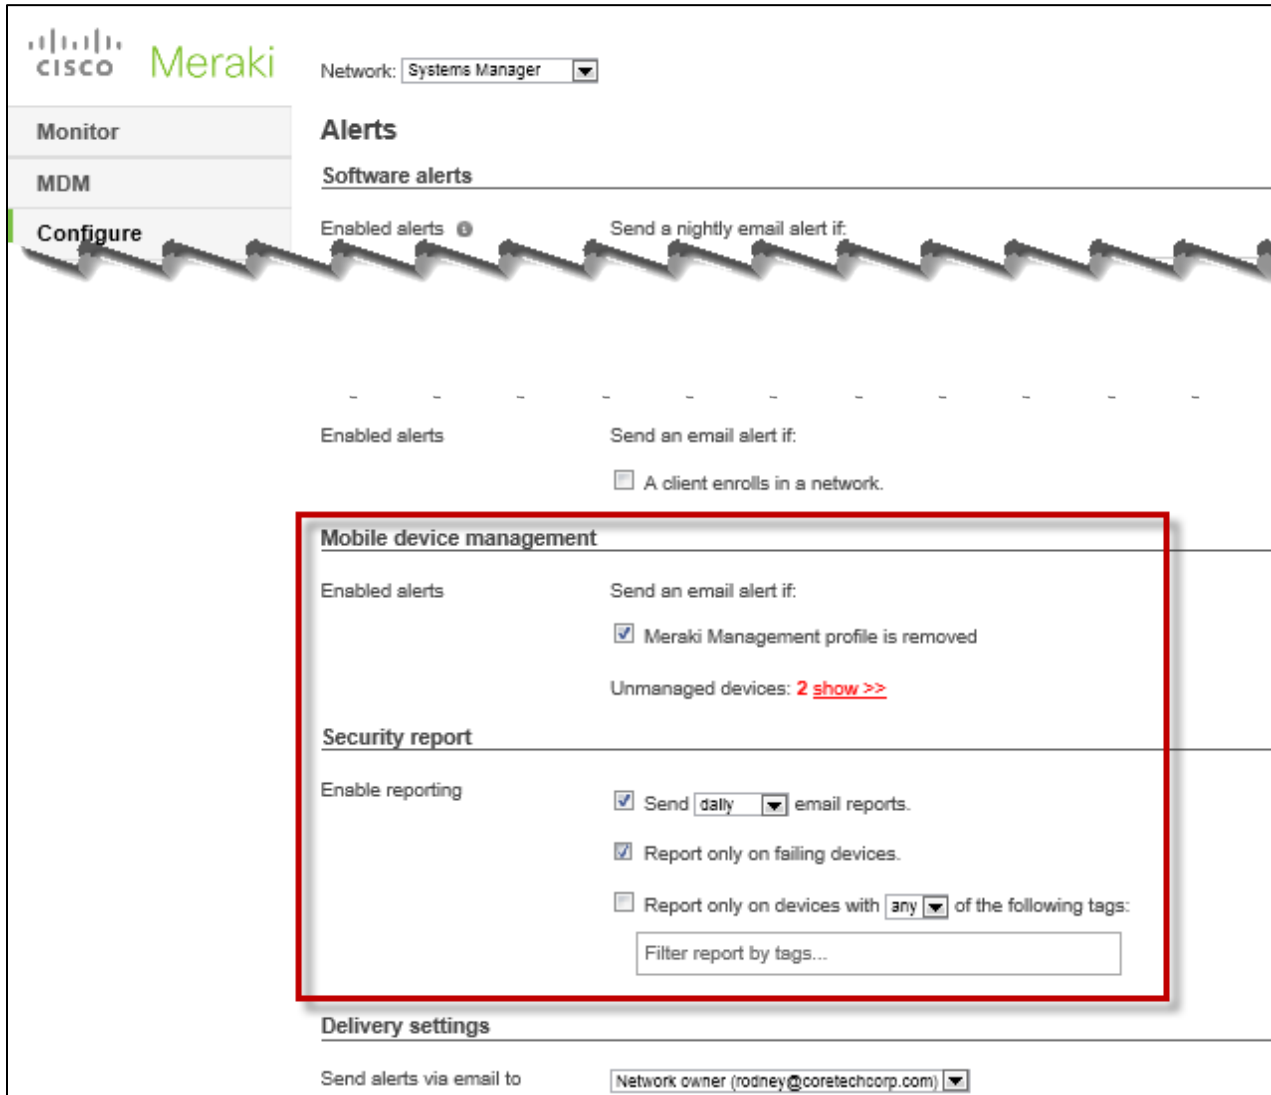 CISCO Meraki
Network: Systems Manager
Monitor
MDM
Configure
Alerts
Software alerts
Enabled alerts Send a nightly email alert if:
Enabled alerts Send an email alert if:
A client enrolls in a network.
Mobile device management
Enabled alerts Send an email alert if:
Meraki Management profile is removed
Unmanaged devices: 2 show >>
Security report
Enable reporting Send daily email reports.
Report only on failing devices.
Report only on devices with any of the following tags:
Filter report by tags...
Delivery settings
Send alerts via email to Network owner (rodney@coretechcorp.com)